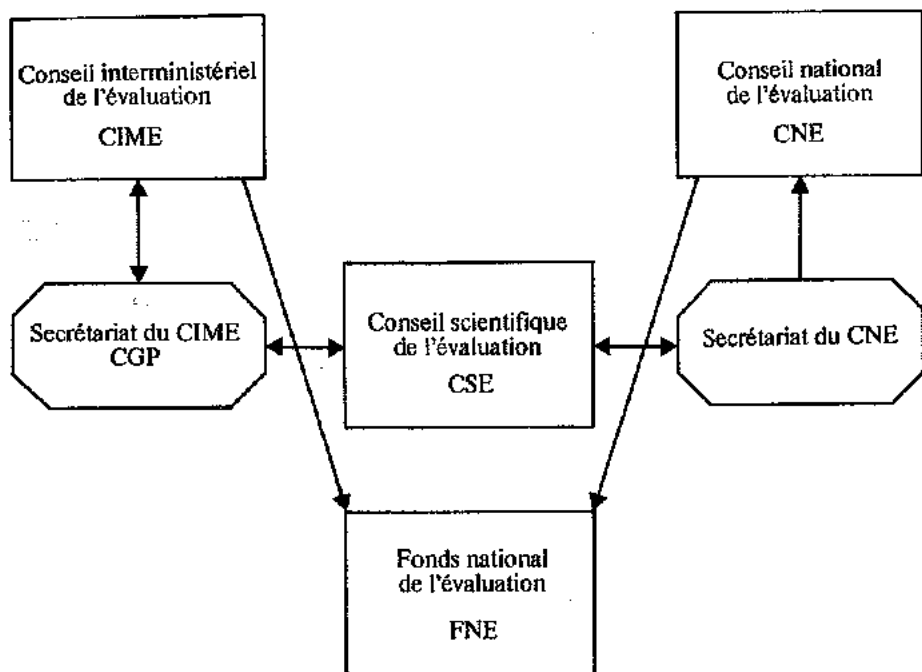 Conseil interministériel
de l'évaluation
CIME
Conseil national
de l'évaluation
CNE
Secrétariat du CIME
CGP
Conseil scientifique
de l'évaluation
CSE
Secrétariat du CNE
Fonds national
de l'évaluation
FNE